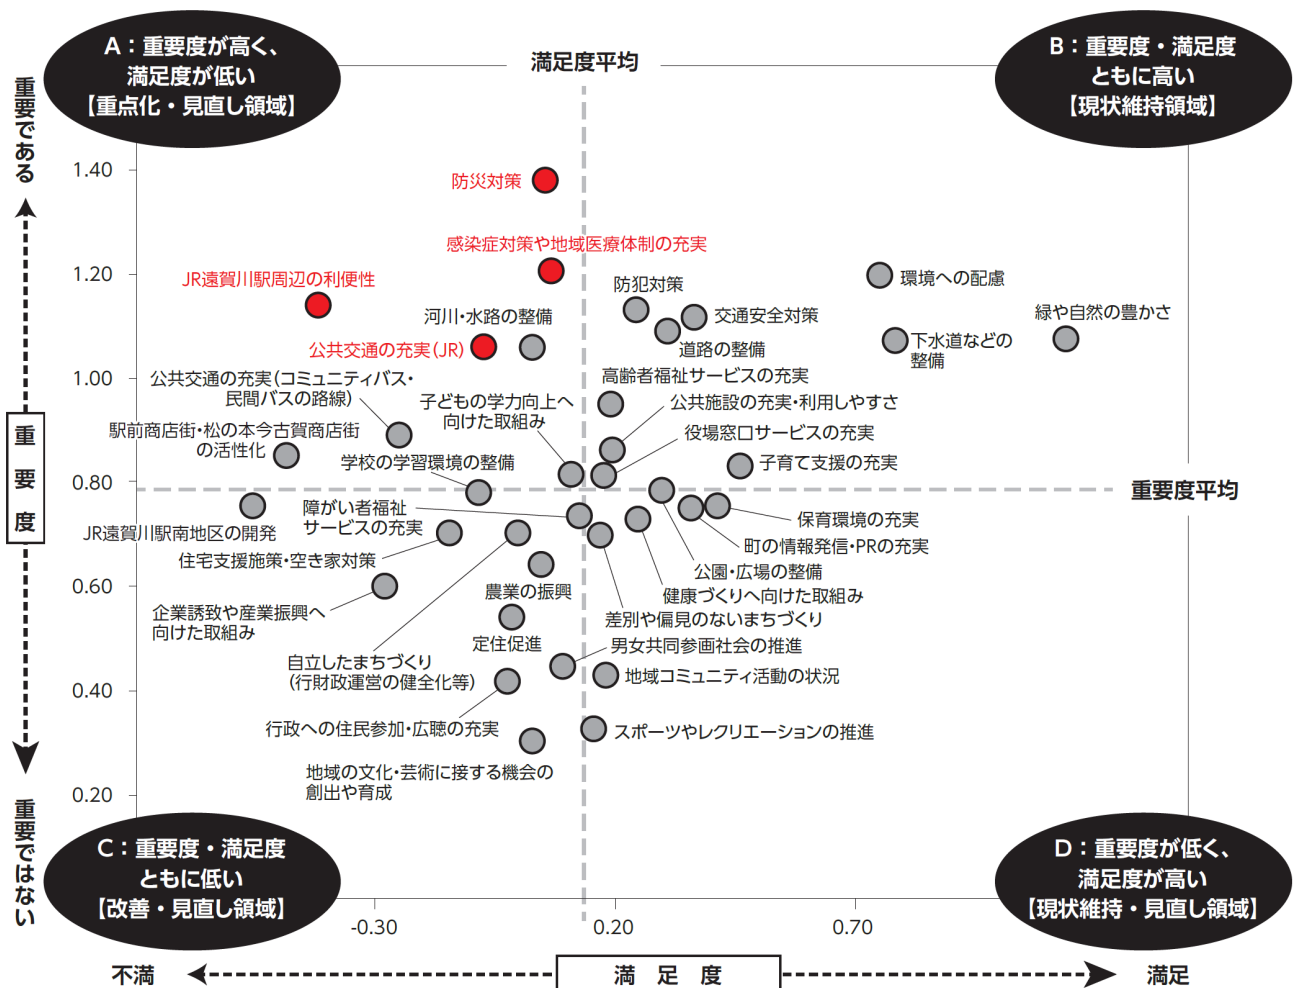 A：重要度が高く、
満足度が低い
【重点化・見直し領域】
満足度平均
B：重要度・満足度
ともに高い
【現状維持領域】
重要である
1.40
防災対策
感染症対策や地域医療体制の充実
1.20
JR遠賀川駅周辺の利便性
防犯対策
環境への配慮
河川・水路の整備
交通安全対策
緑や自然の豊かさ
公共交通の充実（JR）
道路の整備
下水道などの
整備
1.00
公共交通の充実（コミュニティバス・
民間バスの路線）
高齢者福祉サービスの充実
子どもの学力向上へ
向けた取組み
公共施設の充実・利用しやすさ
駅前商店街・松の本今古賀商店街
の活性化
役場窓口サービスの充実
学校の学習環境の整備
子育て支援の充実
0.80
重要度平均
重要度
障がい者福祉
サービスの充実
JR遠賀川駅南地区の開発
保育環境の充実
住宅支援施策・空き家対策
町の情報発信・PRの充実
0.60
農業の振興
公園・広場の整備
企業誘致や産業振興へ
向けた取組み
健康づくりへ向けた取組み
差別や偏見のないまちづくり
定住促進
男女共同参画社会の推進
自立したまちづくり
（行財政運営の健全化等）
地域コミュニティ活動の状況
0.40
行政への住民参加・広聴の充実
スポーツやレクリエーションの推進
地域の文化・芸術に接する機会の
創出や育成
0.20
重要ではない
C：重要度・満足度
ともに低い
【改善・見直し領域】
D：重要度が低く、
満足度が高い
【現状維持・見直し領域】
-0.30
0.20
0.70
不満
満足度
満足